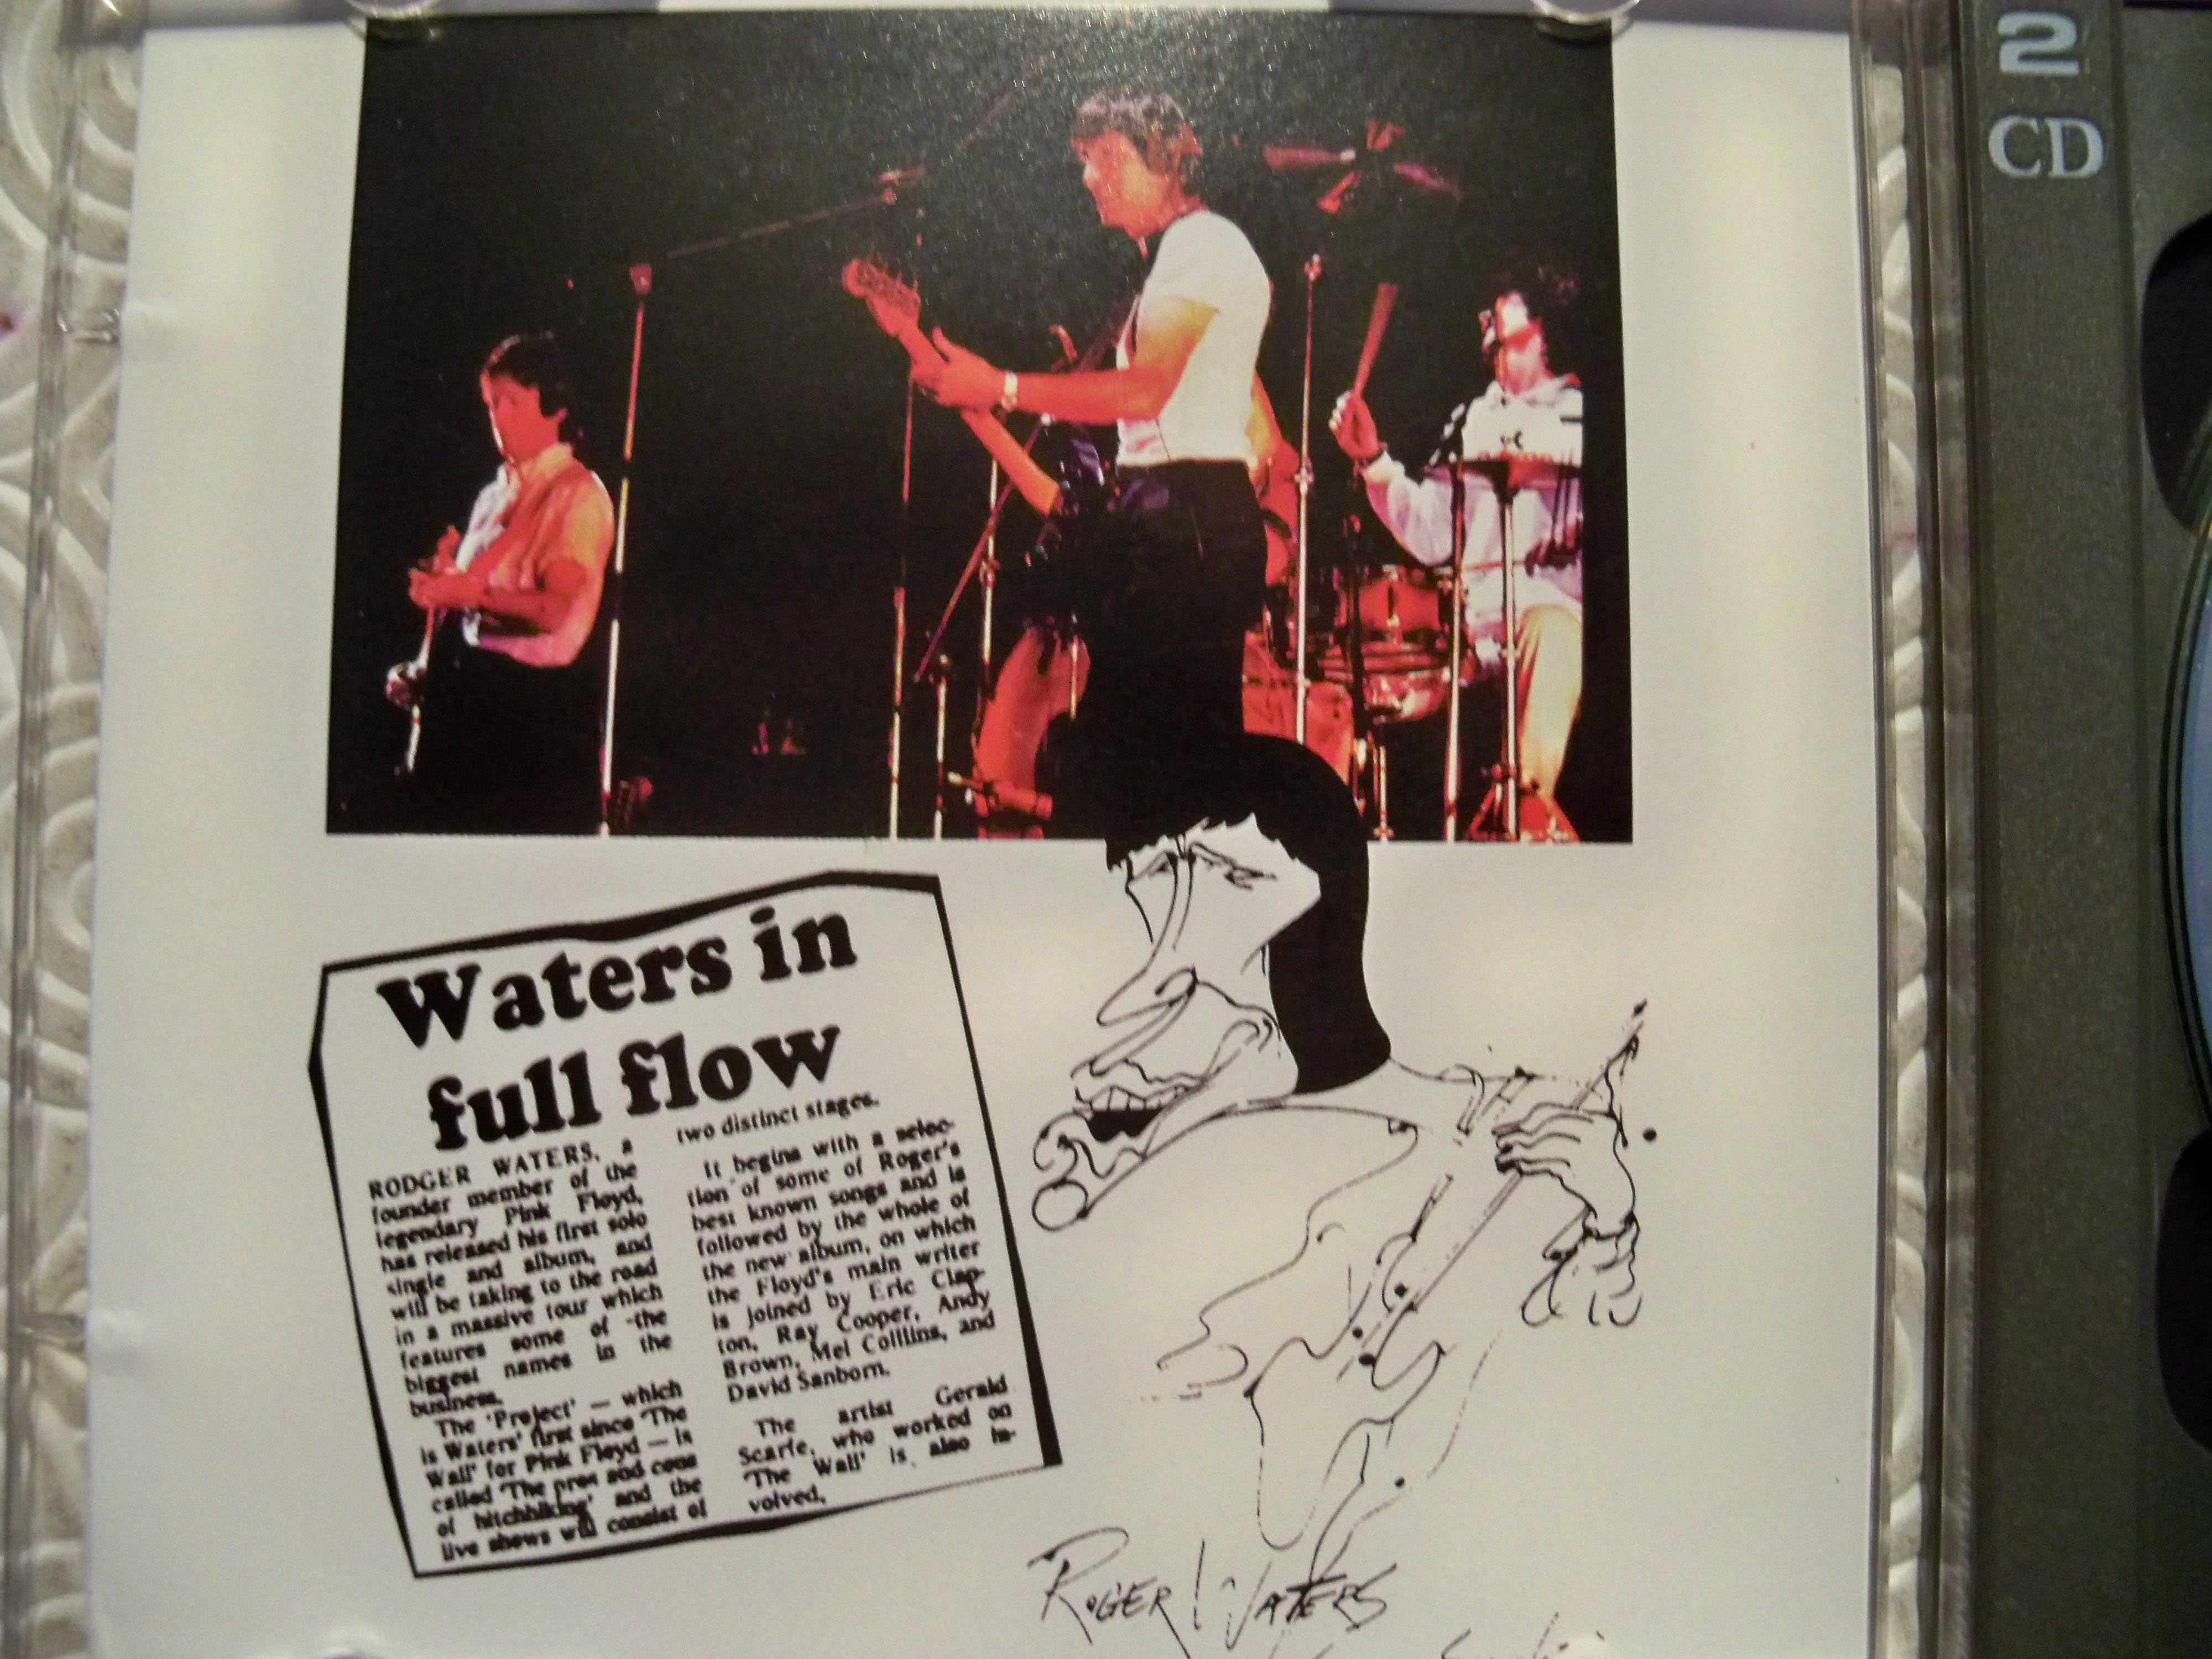 2
CD
Waters in
full flow
RODGER WATERS, a
founder member of the
legendary Pink Floyd,
has released his first solo
single and album, and
will be taking to the road
in a massive tour which
features some of the
biggest names in the
business.
The 'Project' — which
is Waters' first since 'The
Wall' for Pink Floyd — is
called 'The pros and cons
of hitchhiking' and the
live shows will consist of
two distinct stages.
It begins with a selec-
tion of some of Roger's
best known songs and is
followed by the whole of
the new album, on which
the Floyd's main writer
is joined by Eric Clap-
ton, Ray Cooper, Andy
Brown, Mel Colllins, and
David Sanborn.
The artist Gerald
Scarfe, who worked on
'The Wall' is also in-
volved.
ROGER WATERS